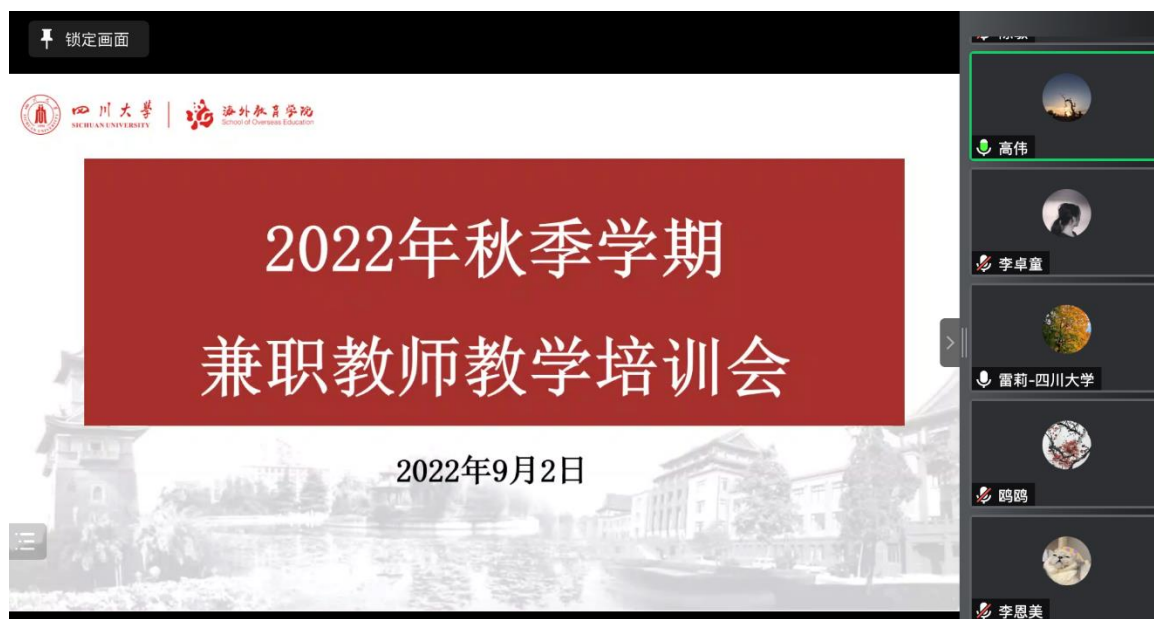 锁定画面
四川大学
SICHUAN UNIVERSITY
海外教育学院
School of Overseas Education
2022年秋季学期
兼职教师教学培训会
2022年9月2日
高伟
李卓童
雷莉-四川大学
鸥鸥
李恩美